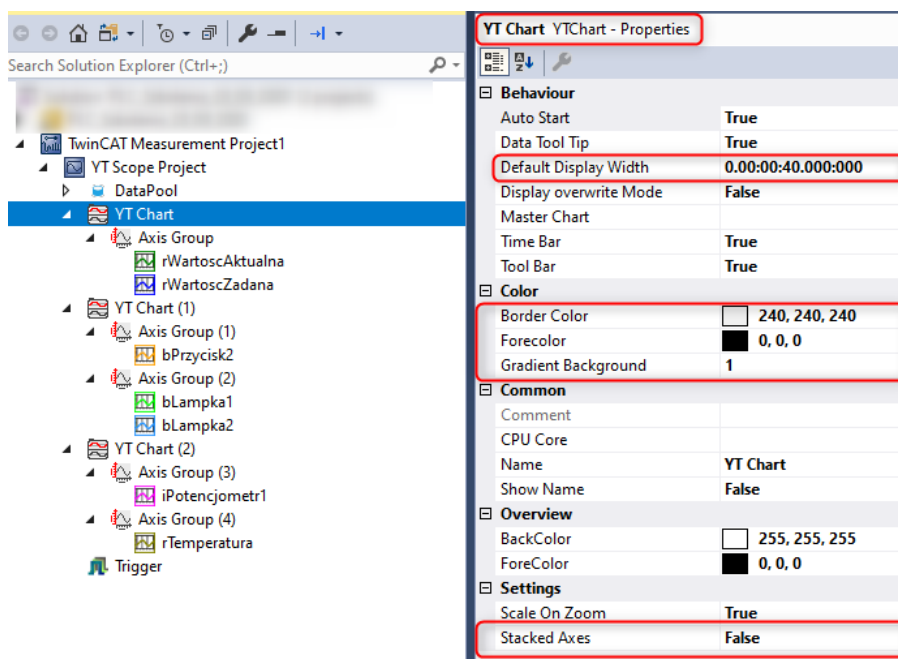 Search Solution Explorer (Ctrl+;)
TwinCAT Measurement Project1
YT Scope Project
DataPool
YT Chart
Axis Group
rWartoscAktualna
rWartoscZadana
YT Chart (1)
Axis Group (1)
bPrzycisk2
Axis Group (2)
bLampka1
bLampka2
YT Chart (2)
Axis Group (3)
iPotencjometr1
Axis Group (4)
rTemperatura
Trigger
YT Chart YTChart - Properties
Behaviour
Auto Start True
Data Tool Tip True
Default Display Width 0.00:00:40.000:000
Display overwrite Mode False
Master Chart
Time Bar True
Tool Bar True
Color
Border Color 240, 240, 240
Forecolor 0, 0, 0
Gradient Background 1
Common
Comment
CPU Core
Name YT Chart
Show Name False
Overview
BackColor 255, 255, 255
ForeColor 0, 0, 0
Settings
Scale On Zoom True
Stacked Axes False